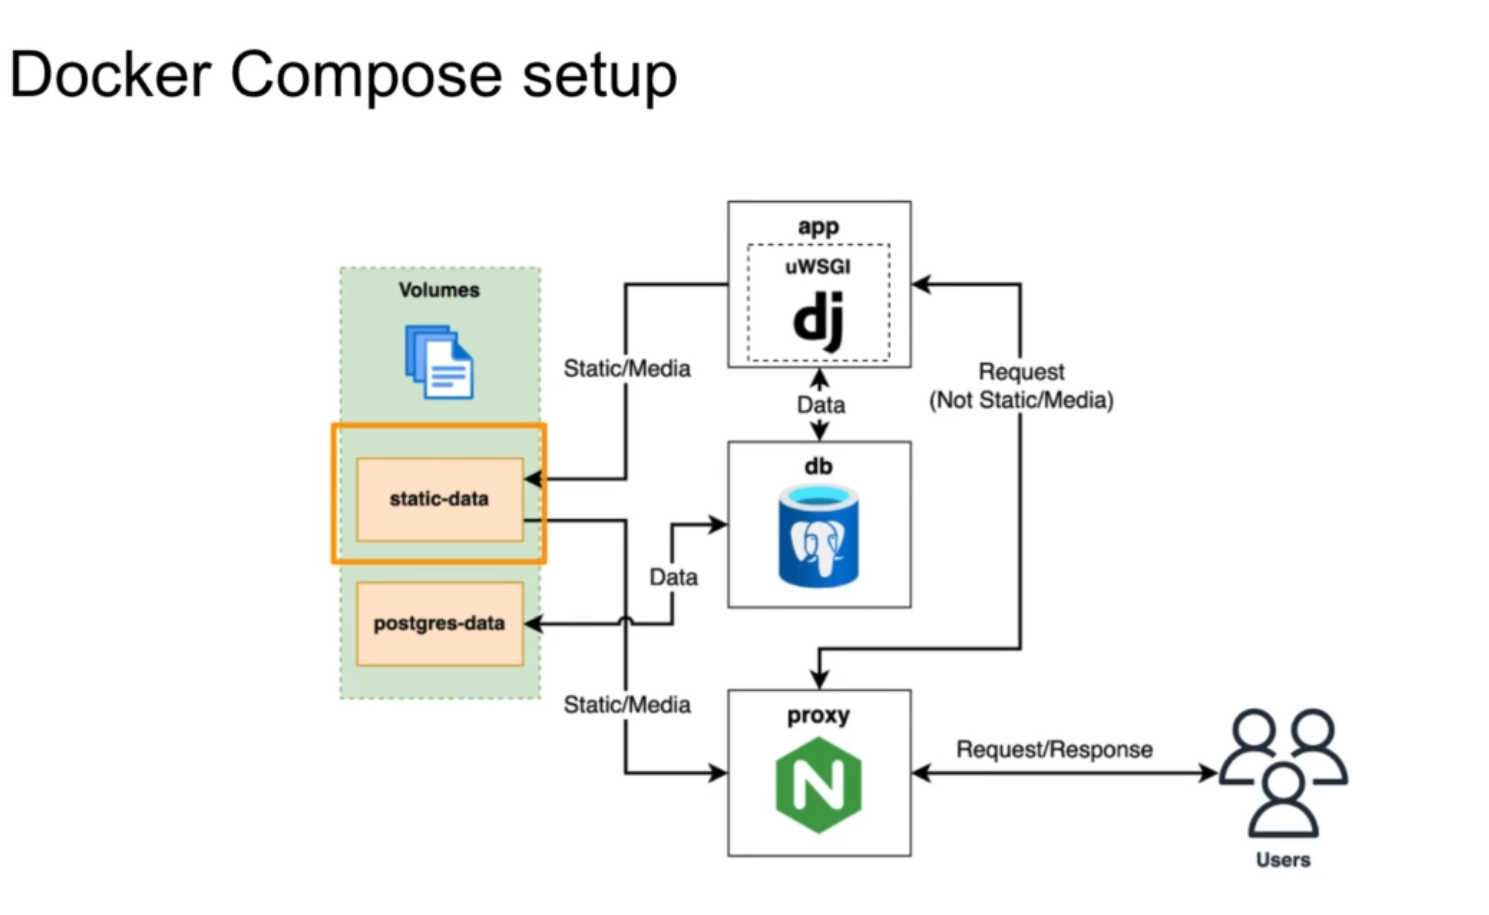 Docker Compose setup
app
uWSGI
dj
Volumes
Static/Media
Request
(Not Static/Media)
Data
db
static-data
Data
postgres-data
Static/Media
proxy
N
Request/Response
Users